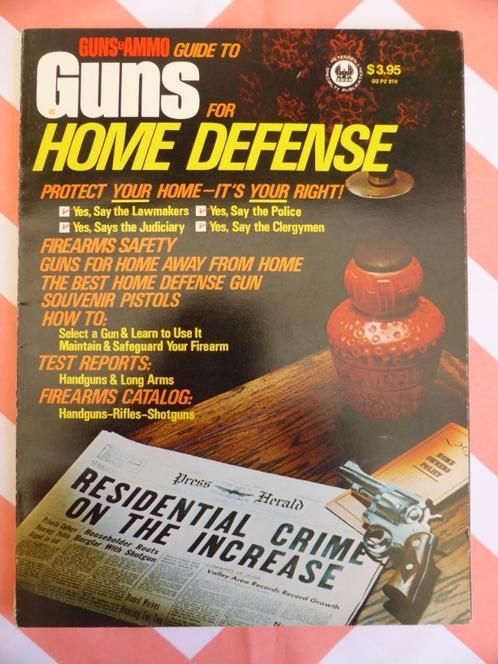 GUNS & AMMO GUIDE TO
Guns
FOR
HOME DEFENSE
$3.95
PROTECT YOUR HOME—IT'S YOUR RIGHT!
Yes, Say the Lawmakers Yes, Say the Police
Yes, Says the Judiciary Yes, Say the Clergymen
FIREARMS SAFETY
GUNS FOR HOME AWAY FROM HOME
THE BEST HOME DEFENSE GUN
SOUVENIR PISTOLS
HOW TO:
Select a Gun & Learn to Use It
Maintain & Safeguard Your Firearm
TEST REPORTS:
Handguns & Long Arms
FIREARMS CATALOG:
Handguns-Rifles-Shotguns
HOME
OWNERS
POLICY
Press Herald
RESIDENTIAL CRIME
ON THE INCREASE
Householder Routs
Burglar With Shotgun
Valley Area Records Record Growth